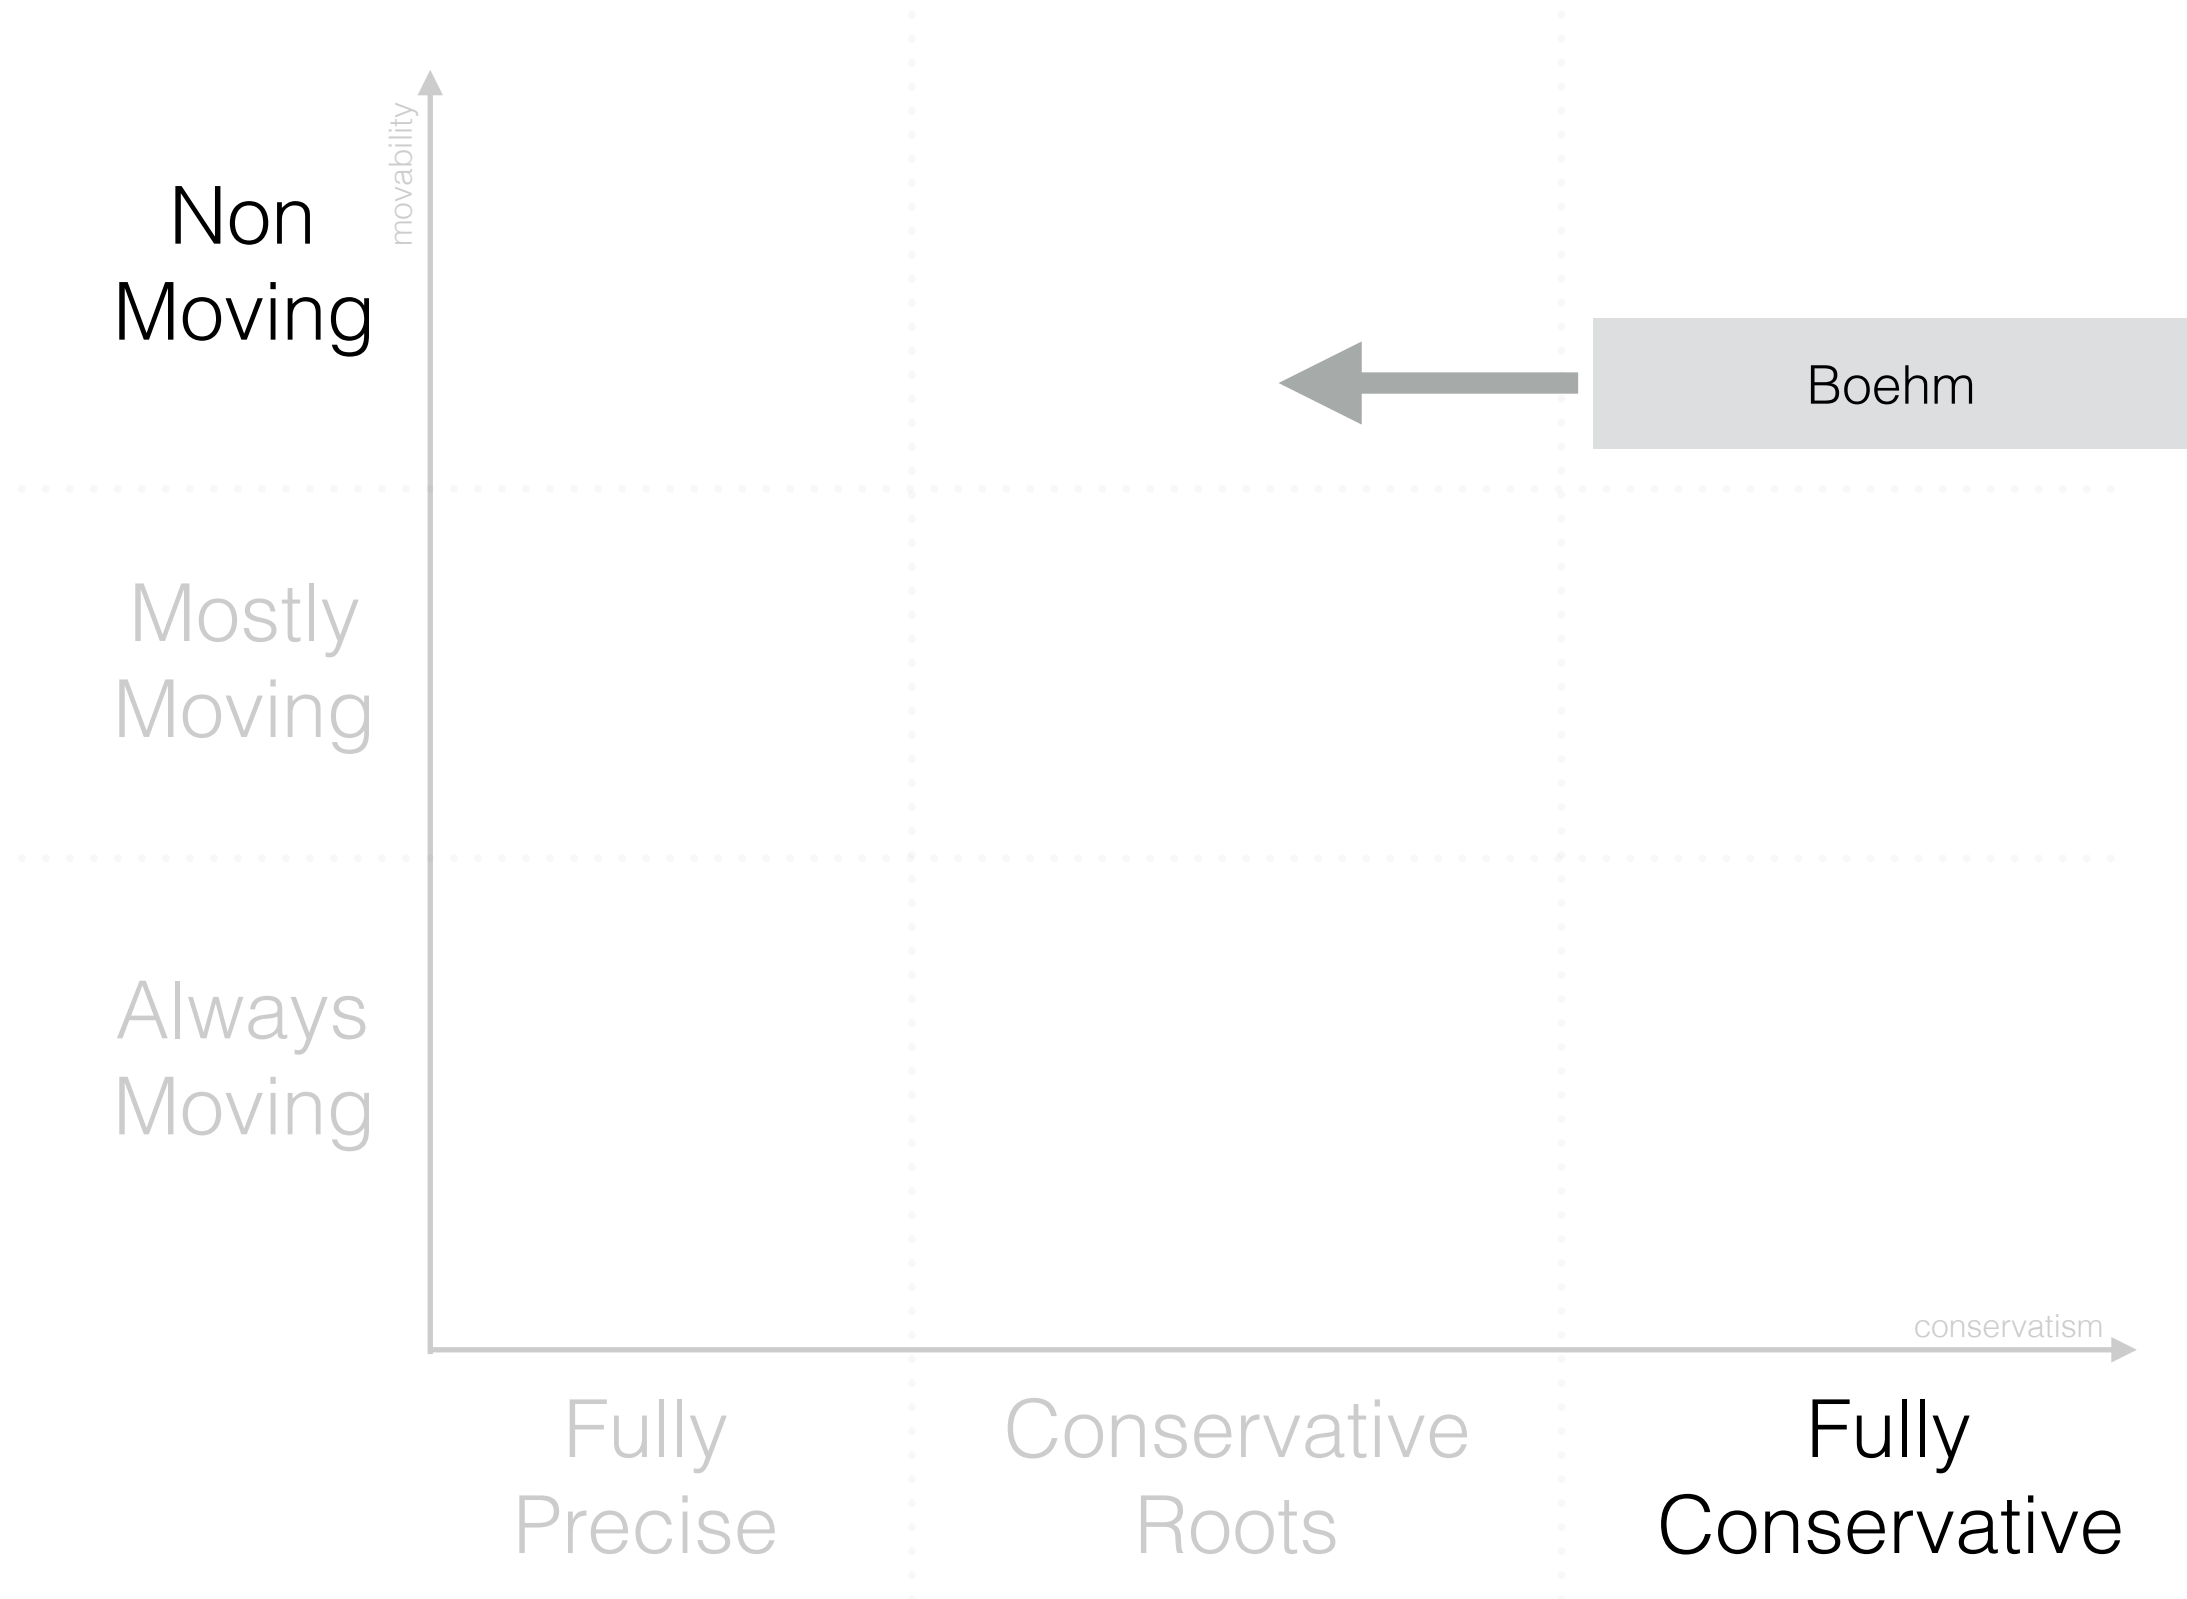 movability
Non
Moving
Boehm
Mostly
Moving
Always
Moving
conservatism
Fully
Precise
Conservative
Roots
Fully
Conservative